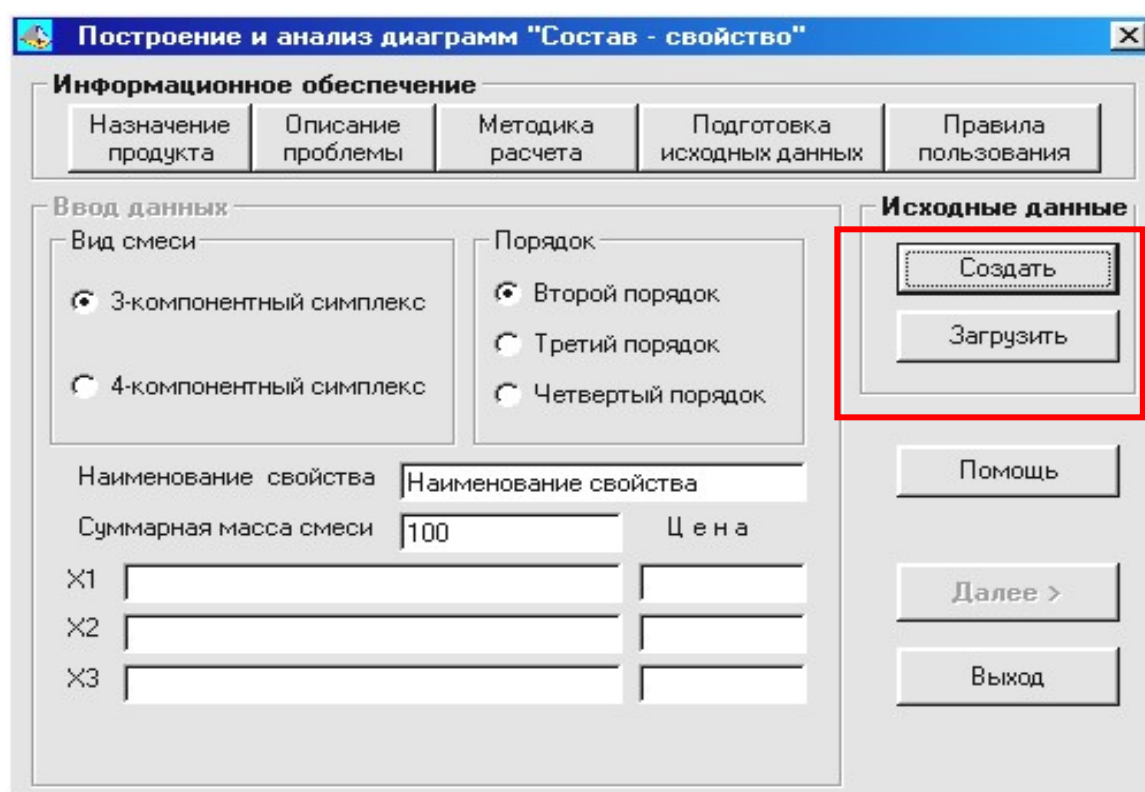 Построение и анализ диаграмм "Состав - свойство"
Информационное обеспечение
Назначение
продукта
Описание
проблемы
Методика
расчета
Подготовка
исходных данных
Правила
пользования
Ввод данных
Вид смеси
3-компонентный симплекс
4-компонентный симплекс
Порядок
Второй порядок
Третий порядок
Четвертый порядок
Исходные данные
Создать
Загрузить
Наименование свойства
Наименование свойства
Суммарная масса смеси
100
Цена
X1
X2
X3
Помощь
Далее >
Выход